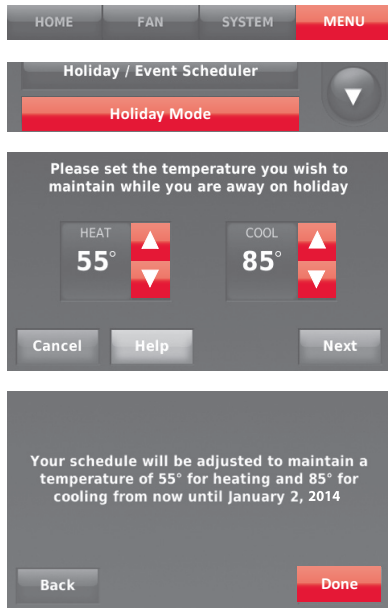 HOME FAN SYSTEM MENU
Holiday / Event Scheduler
Holiday Mode
Please set the temperature you wish to
maintain while you are away on holiday
HEAT COOL
55° 85°
Cancel Help Next
Your schedule will be adjusted to maintain a
temperature of 55° for heating and 85° for
cooling from now until January 2, 2014
Back Done